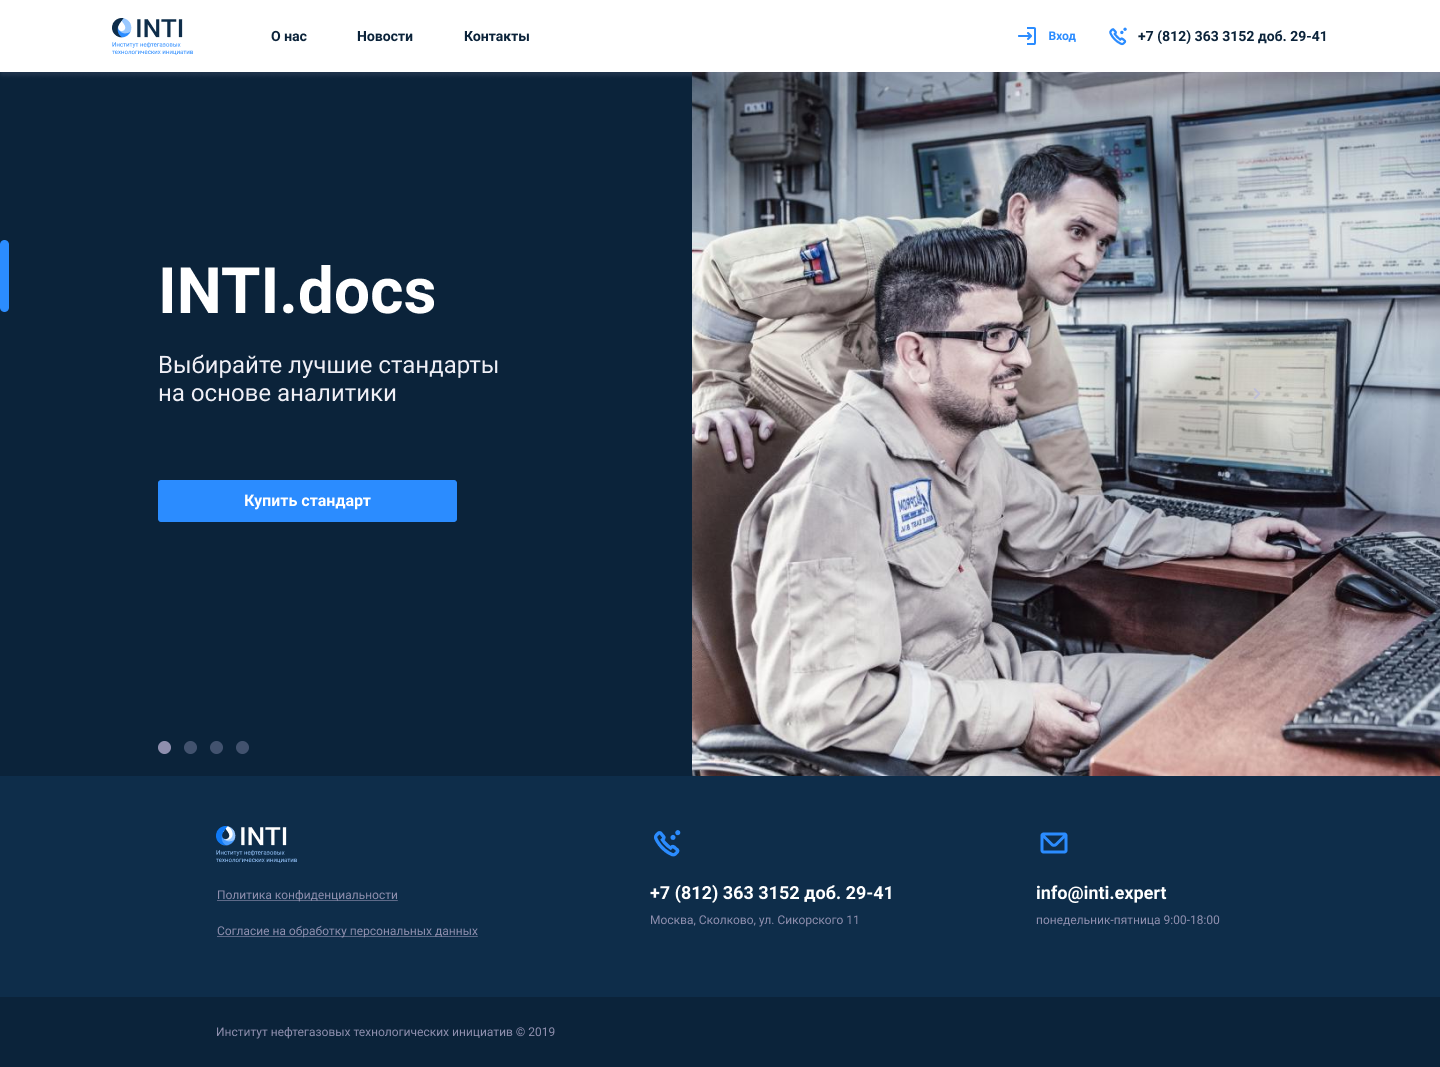 INTI
Институт нефтегазовых
технологических инициатив
О нас
Новости
Контакты
Вход
+7 (812) 363 3152 доб. 29-41
INTI.docs
Выбирайте лучшие стандарты
на основе аналитики
Купить стандарт
INTI
Институт нефтегазовых
технологических инициатив
Политика конфиденциальности
Согласие на обработку персональных данных
+7 (812) 363 3152 доб. 29-41
Москва, Сколково, ул. Сикорского 11
info@inti.expert
понедельник-пятница 9:00-18:00
Институт нефтегазовых технологических инициатив © 2019